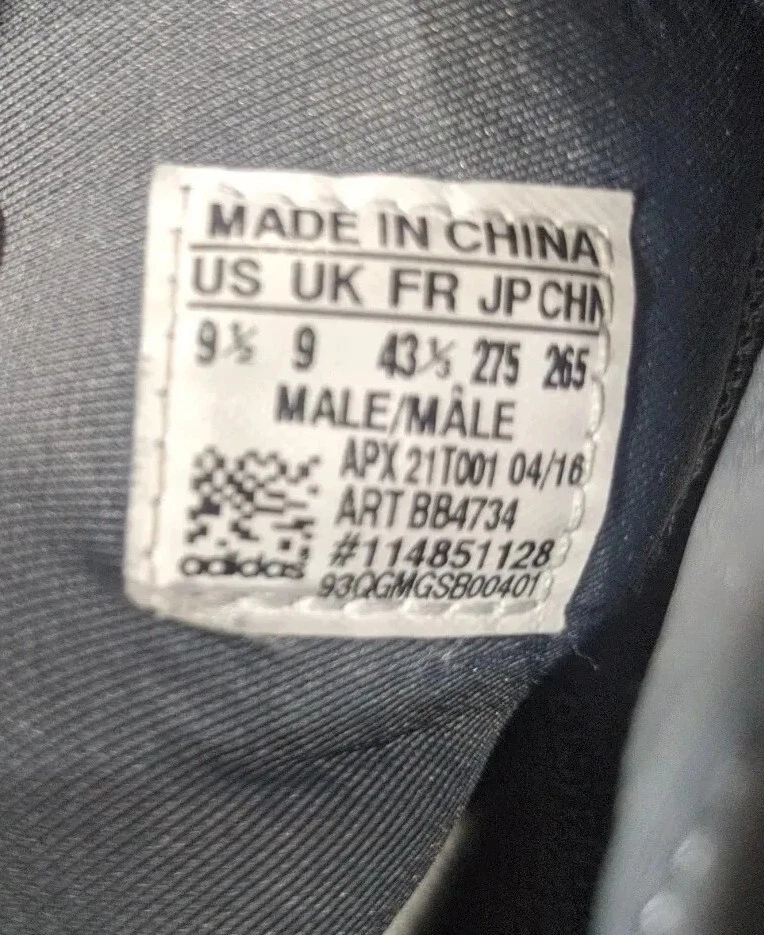 MADE IN CHINA
US UK FR JP CHN
9½ 9 43⅓ 275 265
MALE/MÂLE
APX 21T001 04/16
ART BB4734
#114851128
adidas
93QGMGSB00401